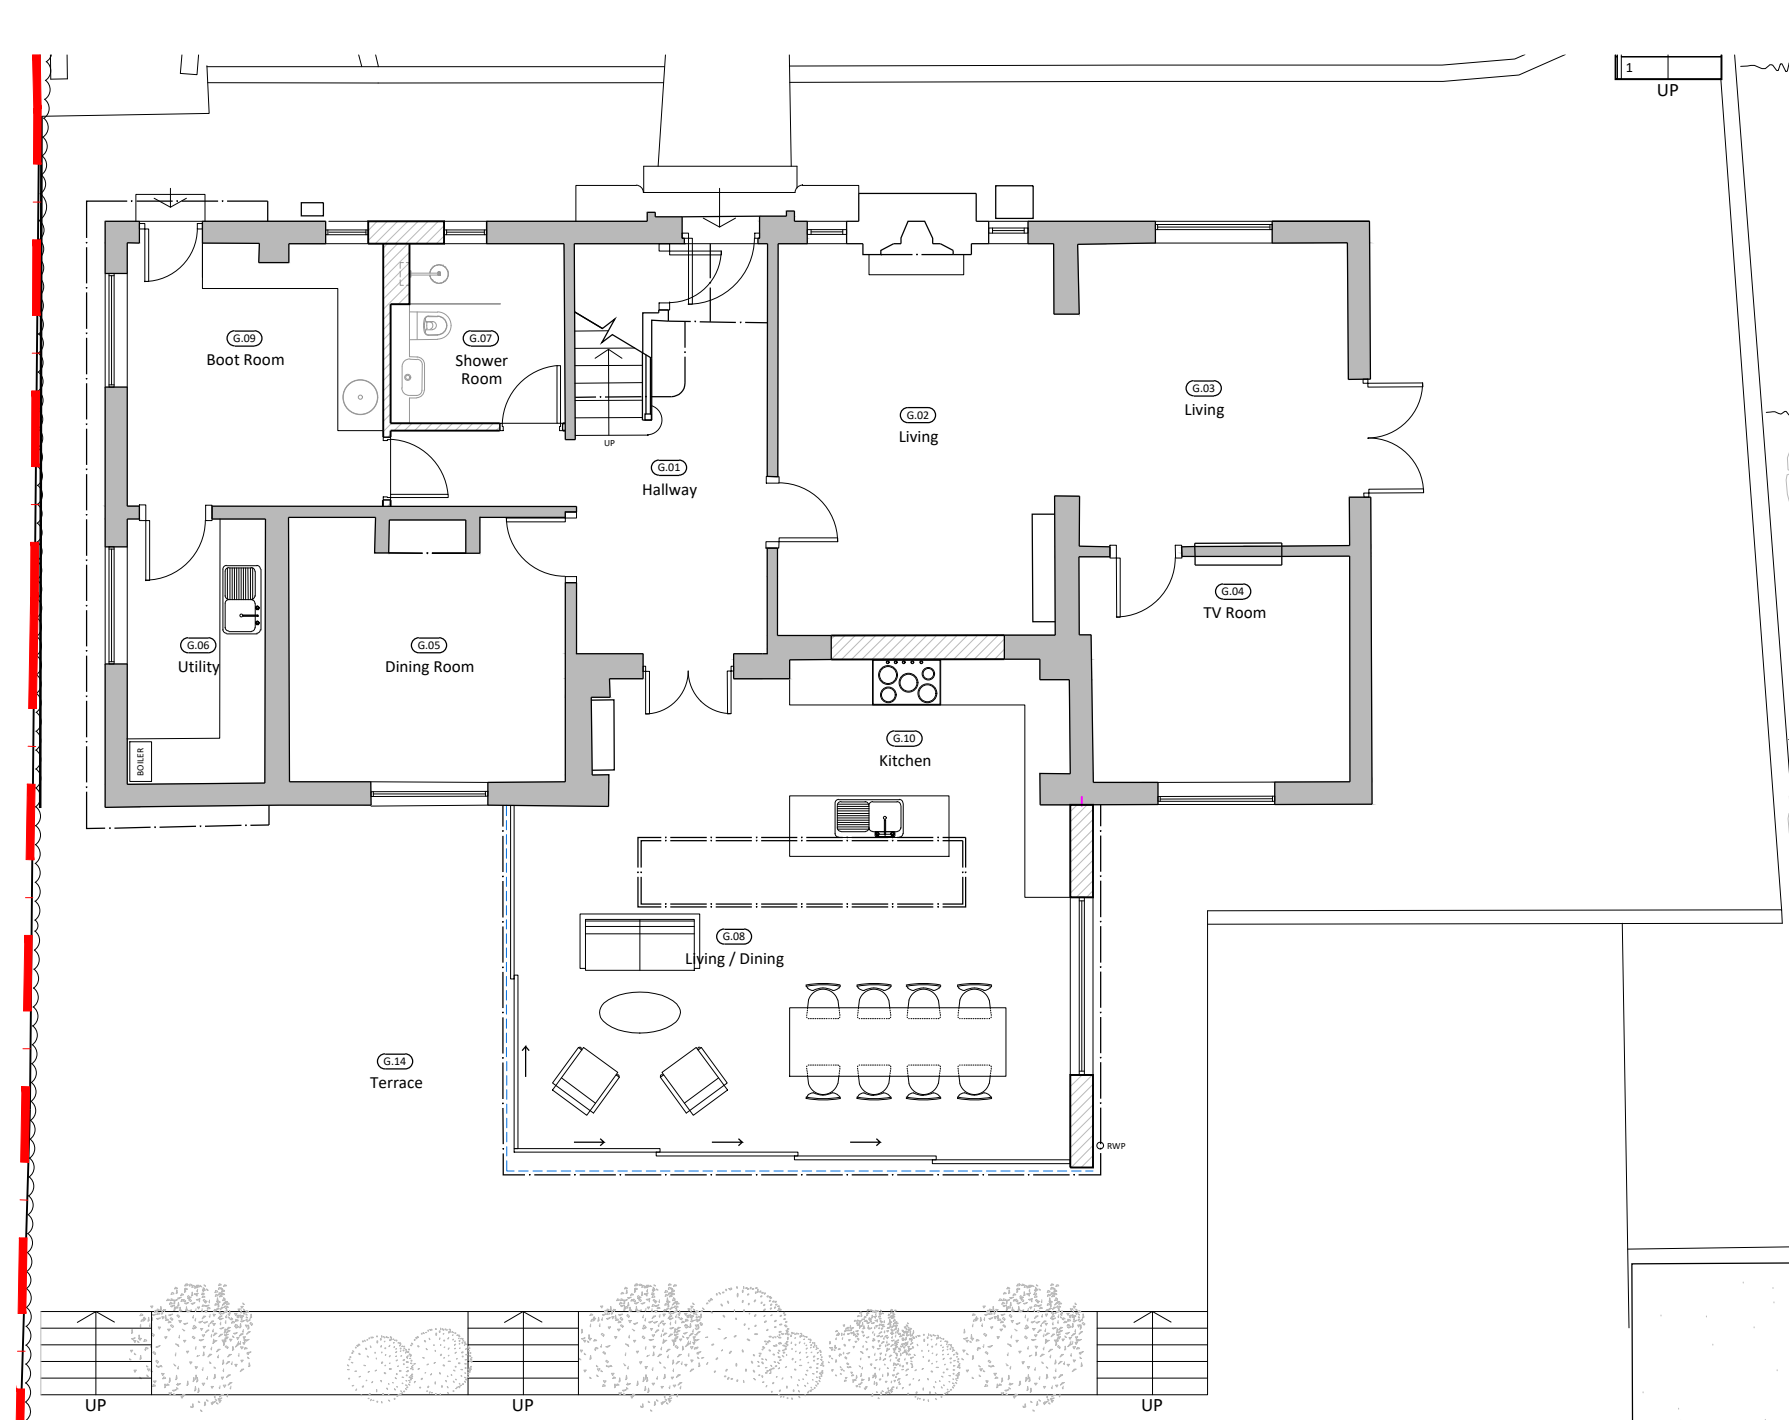 1
UP
G.09
Boot Room
G.07
Shower
Room
G.03
Living
G.02
Living
UP
G.01
Hallway
G.04
TV Room
G.06
Utility
G.05
Dining Room
BOILER
G.10
Kitchen
G.08
Living / Dining
G.14
Terrace
RWP
UP
UP
UP